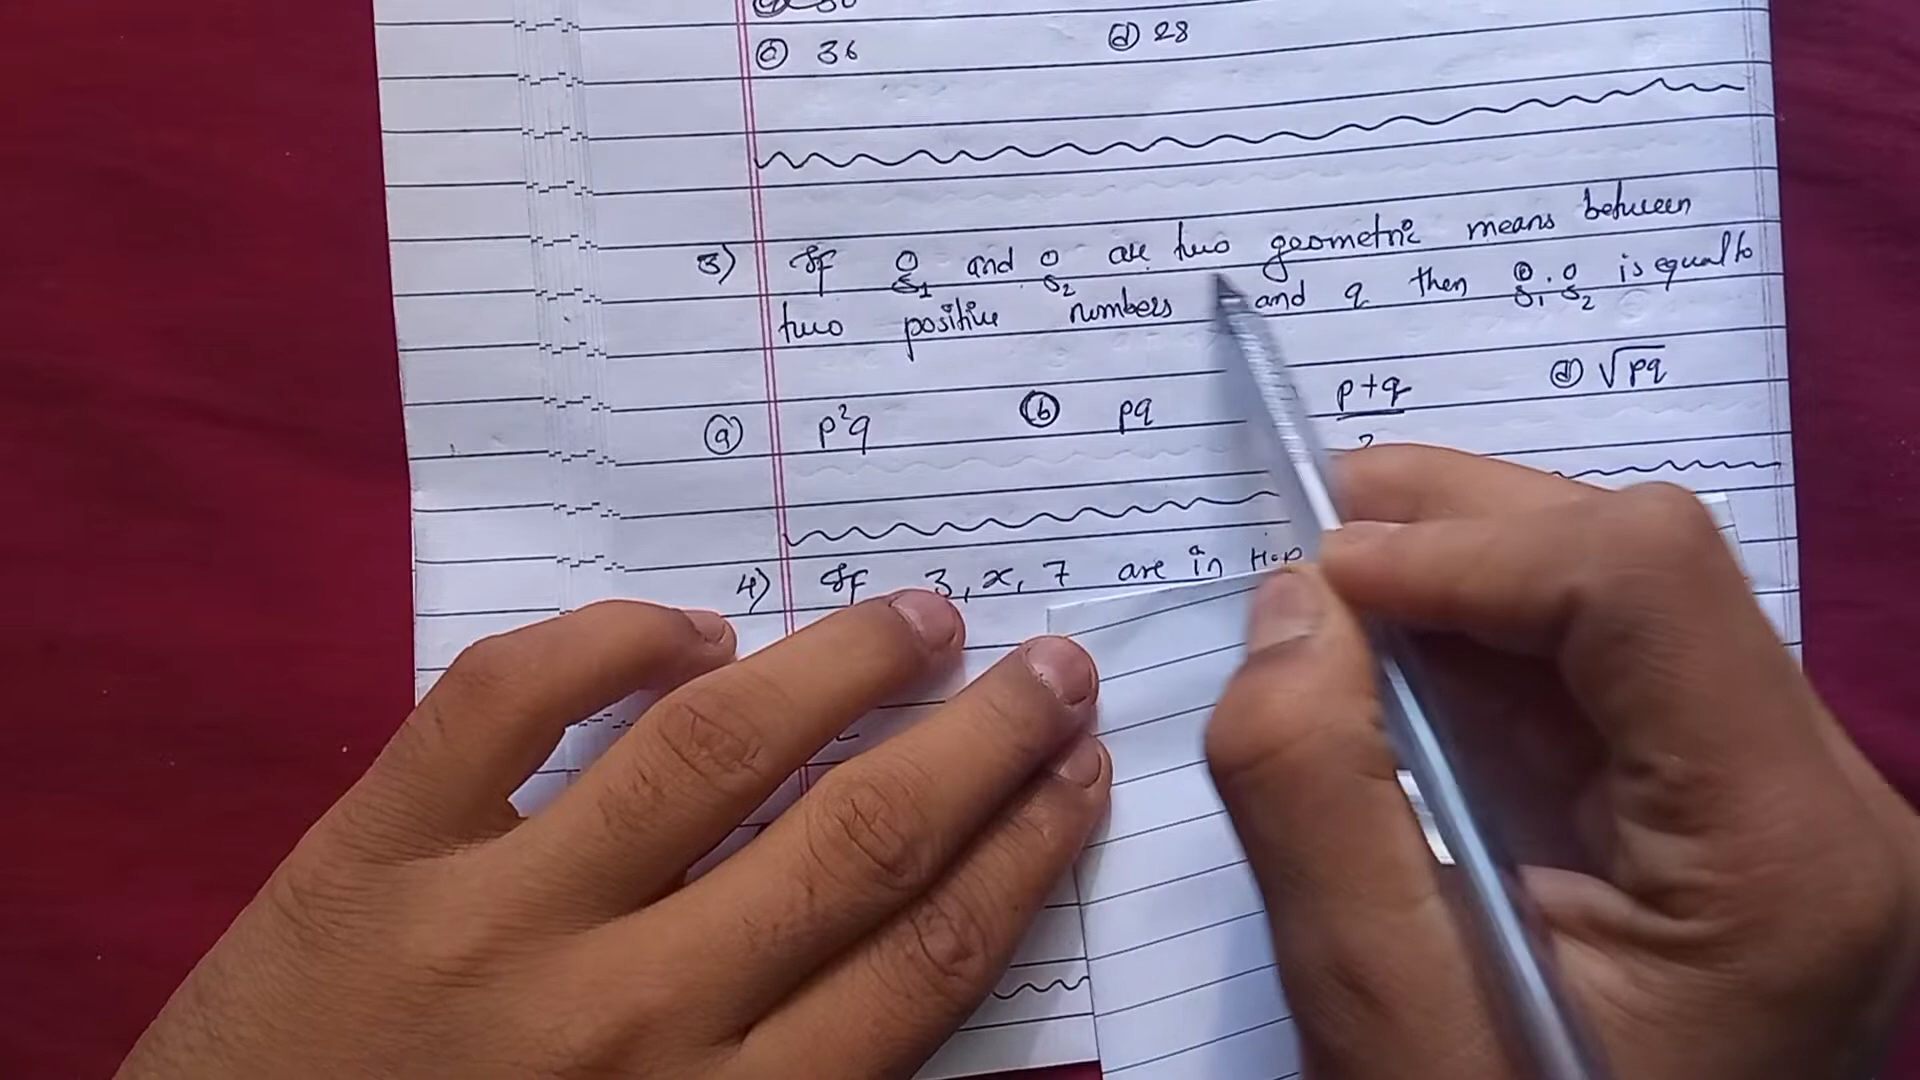 ⓒ 36 ⓓ 28
3) If g₁ and g₂ are two geometric means between
two positive numbers and q then g₁.g₂ is equal to
ⓐ p²q ⓑ pq p+q/2 ⓓ √pq
4) If 3, x, 7 are in H.P